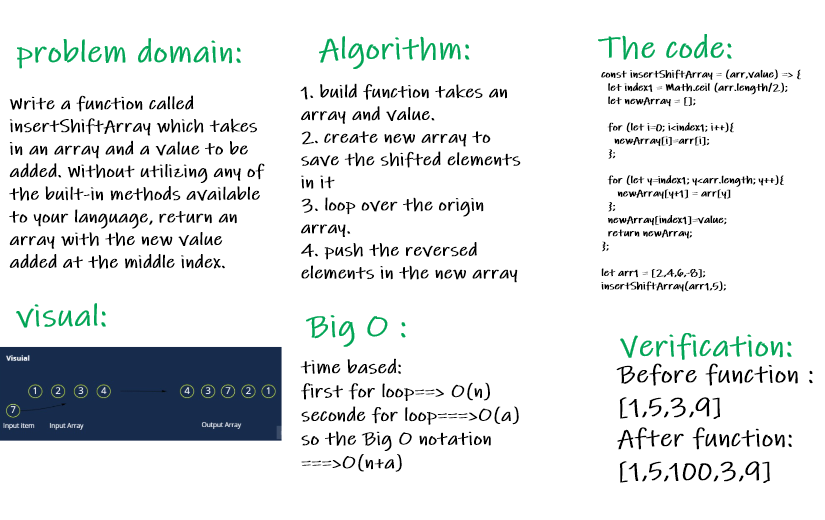 problem domain:
Write a function called
insertShiftArray which takes
in an array and a value to be
added. Without utilizing any of
the built-in methods available
to your language, return an
array with the new value
added at the middle index.
visual:
Visuial
1 2 3 4
4 3 7 2 1
7
Input item Input Array Output Array
Algorithm:
1. build function takes an
array and value.
2. create new array to
save the shifted elements
in it
3. loop over the origin
array.
4. push the reversed
elements in the new array
Big O :
time based:
first for loop==> O(n)
seconde for loop===>O(a)
so the Big O notation
===>O(n+a)
The code:
const insertShiftArray = (arr,value) => {
let index1 = Math.ceil (arr.length/2);
let newArray = [];
for (let i=0; i<index1; i++){
newArray[i]=arr[i];
};
for (let y=index1; y<arr.length; y++){
newArray[y+1] = arr[y]
};
newArray[index1]=value;
return newArray;
};
let arr1 = [2,4,6,-8];
insertShiftArray(arr1,5);
Verification:
Before function :
[1,5,3,9]
After function:
[1,5,100,3,9]